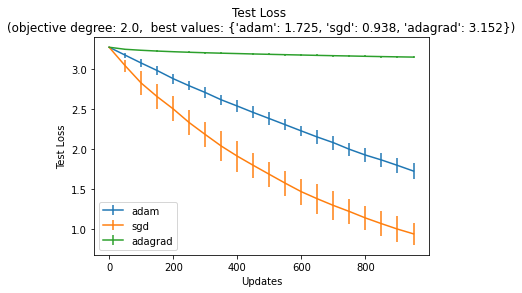 Test Loss
(objective degree: 2.0,  best values: {'adam': 1.725, 'sgd': 0.938, 'adagrad': 3.152})
Test Loss
3.0
2.5
2.0
1.5
1.0
adam
sgd
adagrad
0
200
400
600
800
Updates